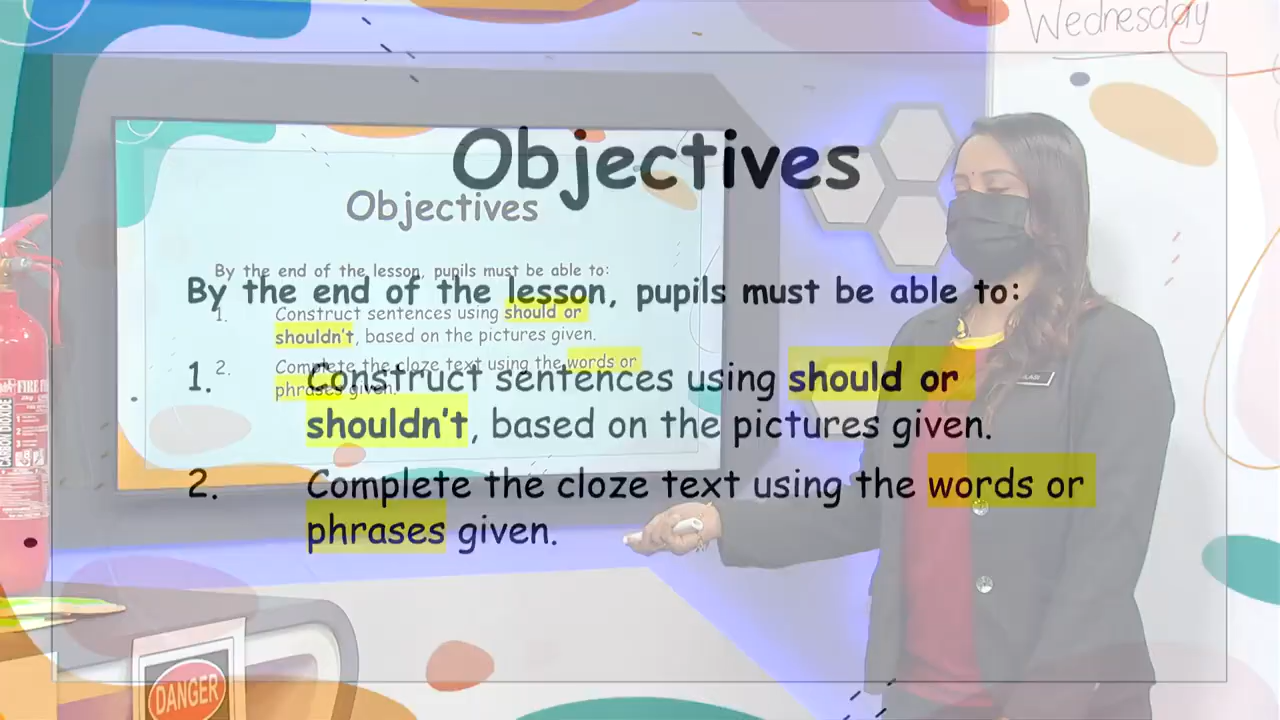 Wednesday
Objectives
By the end of the lesson, pupils must be able to:
1. Construct sentences using should or
shouldn't, based on the pictures given.
2. Complete the cloze text using the words or
phrases given.
Objectives
By the end of the lesson, pupils must be able to:
1. Construct sentences using should or
shouldn't, based on the pictures given.
2. Complete the cloze text using the words or
phrases given.
CARBON DIOXIDE
DANGER